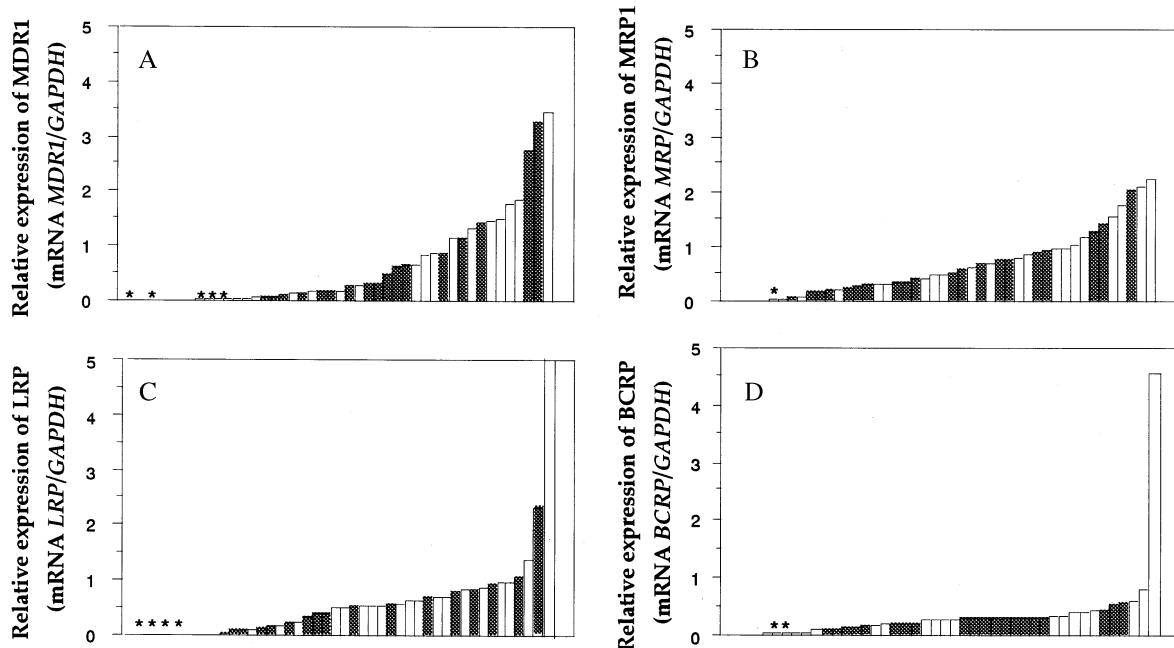 Relative expression of MDR1
(mRNA MDR1/GAPDH)
A
5
4
3
2
1
0
* * ***
Relative expression of MRP1
(mRNA MRP/GAPDH)
B
5
4
3
2
1
0
*
Relative expression of LRP
(mRNA LRP/GAPDH)
C
5
4
3
2
1
0
* * * *
Relative expression of BCRP
(mRNA BCRP/GAPDH)
D
5
4
3
2
1
0
**